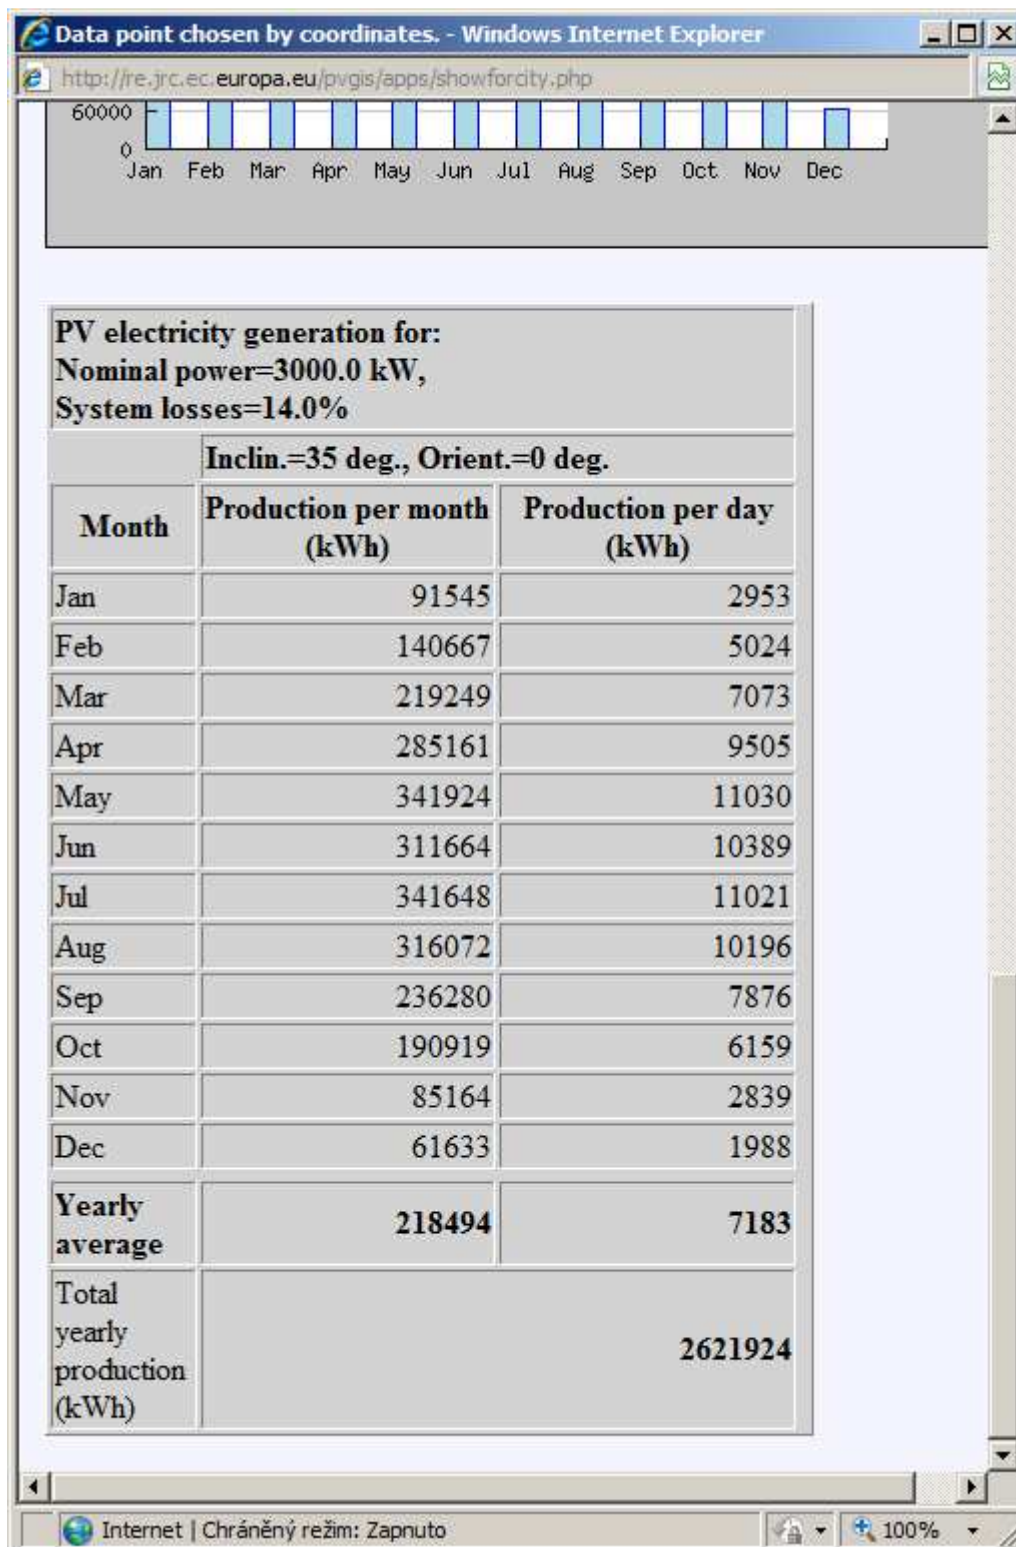 Data point chosen by coordinates. - Windows Internet Explorer
http://re.jrc.ec.europa.eu/pvgis/apps/showforcity.php
60000
0
Jan Feb Mar Apr May Jun Jul Aug Sep Oct Nov Dec
PV electricity generation for:
Nominal power=3000.0 kW,
System losses=14.0%
Inclin.=35 deg., Orient.=0 deg.
Month Production per month (kWh) Production per day (kWh)
Jan 91545 2953
Feb 140667 5024
Mar 219249 7073
Apr 285161 9505
May 341924 11030
Jun 311664 10389
Jul 341648 11021
Aug 316072 10196
Sep 236280 7876
Oct 190919 6159
Nov 85164 2839
Dec 61633 1988
Yearly average 218494 7183
Total yearly production (kWh) 2621924
Internet | Chráněný režim: Zapnuto 100%